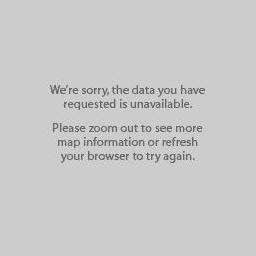 We're sorry, the data you have
requested is unavailable.
Please zoom out to see more
map information or refresh
your browser to try again.